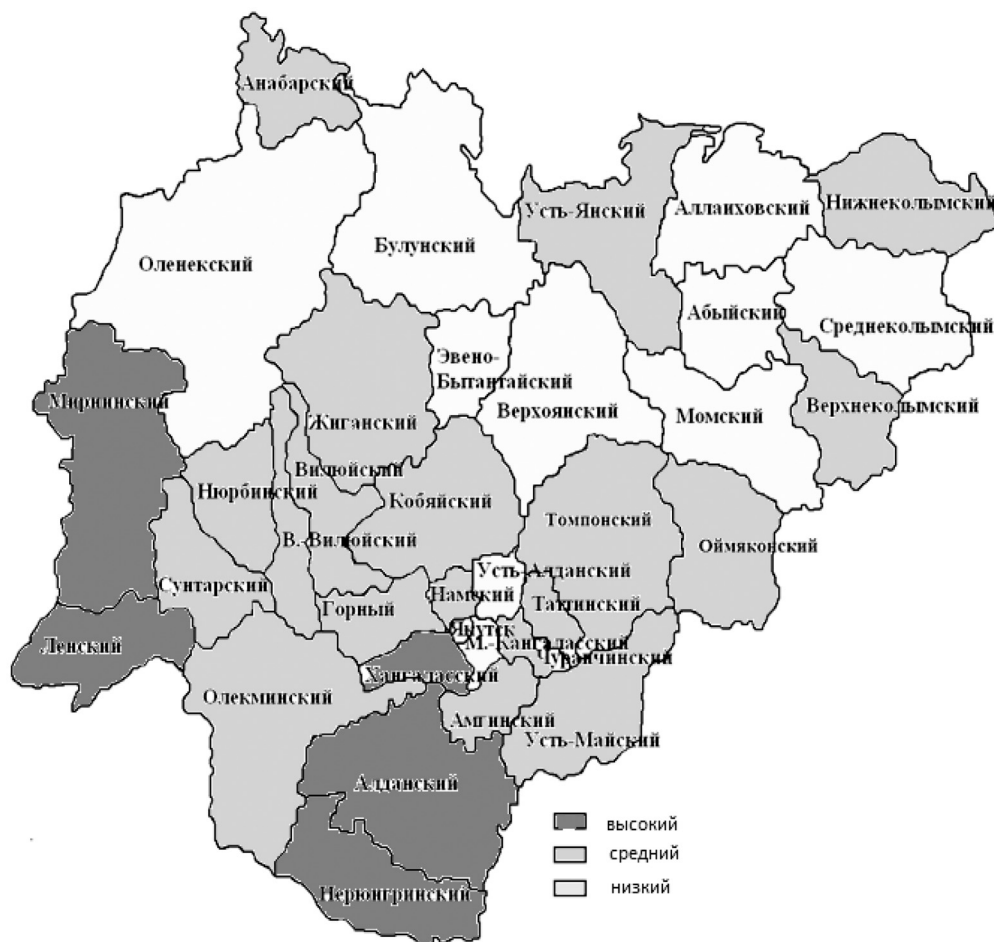 Анабарский
Усть-Янский
Аллаиховский
Нижнеколымский
Булунский
Оленекский
Абыйский
Среднеколымский
Эвено-
Бытантайский
Мирнинский
Верхоянский
Момский
Верхнеколымский
Жиганский
Вилюйский
Нюрбинский
Кобяйский
Томпонский
В.-Вилюйский
Оймяконский
Усть-Алданский
Сунтарский
Горный
Намский
Таттинский
Якутск
М.-Кангаласский
Ленский
Чурапчинский
Хангаласский
Олекминский
Амгинский
Усть-Майский
Алданский
высокий
средний
Нерюнгринский
низкий